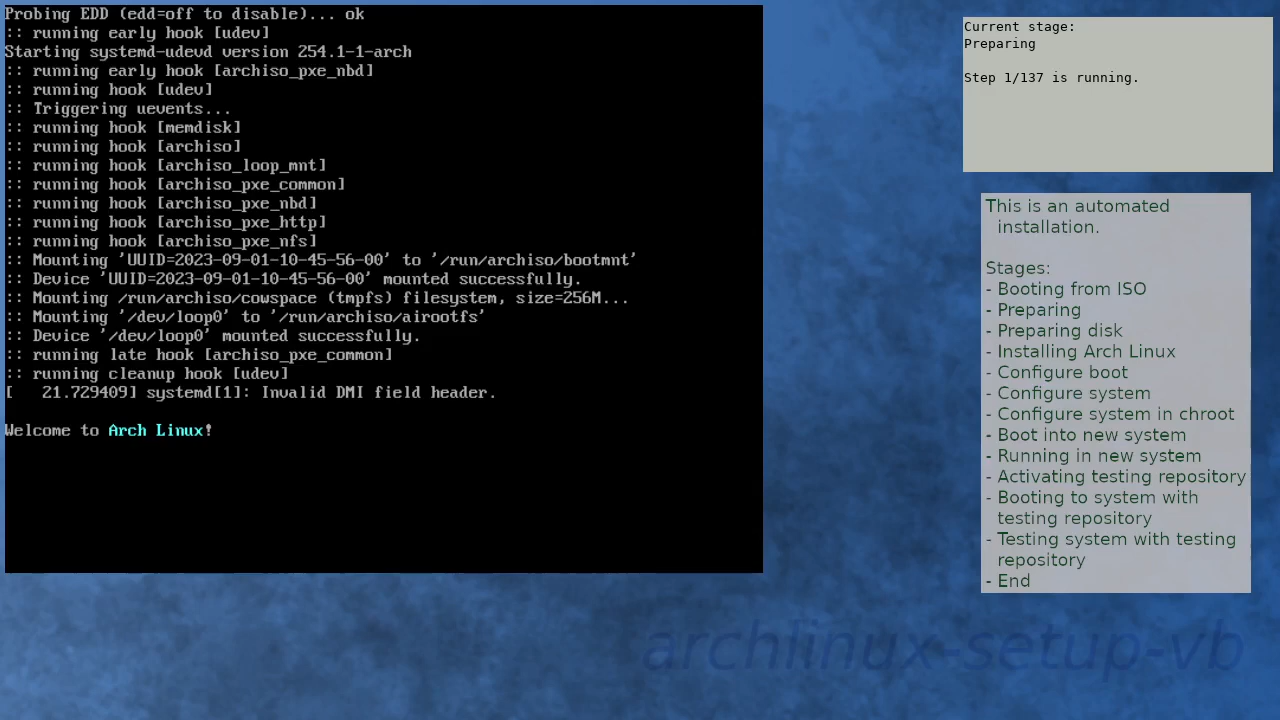 Probing EDD (edd=off to disable)... ok
:: running early hook [udev]
Starting systemd-udevd version 254.1-1-arch
:: running early hook [archiso_pxe_nbd]
:: running hook [udev]
:: Triggering uevents...
:: running hook [memdisk]
:: running hook [archiso]
:: running hook [archiso_loop_mnt]
:: running hook [archiso_pxe_common]
:: running hook [archiso_pxe_nbd]
:: running hook [archiso_pxe_http]
:: running hook [archiso_pxe_nfs]
:: Mounting 'UUID=2023-09-01-10-45-56-00' to '/run/archiso/bootmnt'
:: Device 'UUID=2023-09-01-10-45-56-00' mounted successfully.
:: Mounting /run/archiso/cowspace (tmpfs) filesystem, size=256M...
:: Mounting '/dev/loop0' to '/run/archiso/airootfs'
:: Device '/dev/loop0' mounted successfully.
:: running late hook [archiso_pxe_common]
:: running cleanup hook [udev]
[   21.729409] systemd[1]: Invalid DMI field header.
Welcome to Arch Linux!
Current stage:
Preparing
Step 1/137 is running.
This is an automated
installation.
Stages:
- Booting from ISO
- Preparing
- Preparing disk
- Installing Arch Linux
- Configure boot
- Configure system
- Configure system in chroot
- Boot into new system
- Running in new system
- Activating testing repository
- Booting to system with
testing repository
- Testing system with testing
repository
- End
archlinux-setup-vb